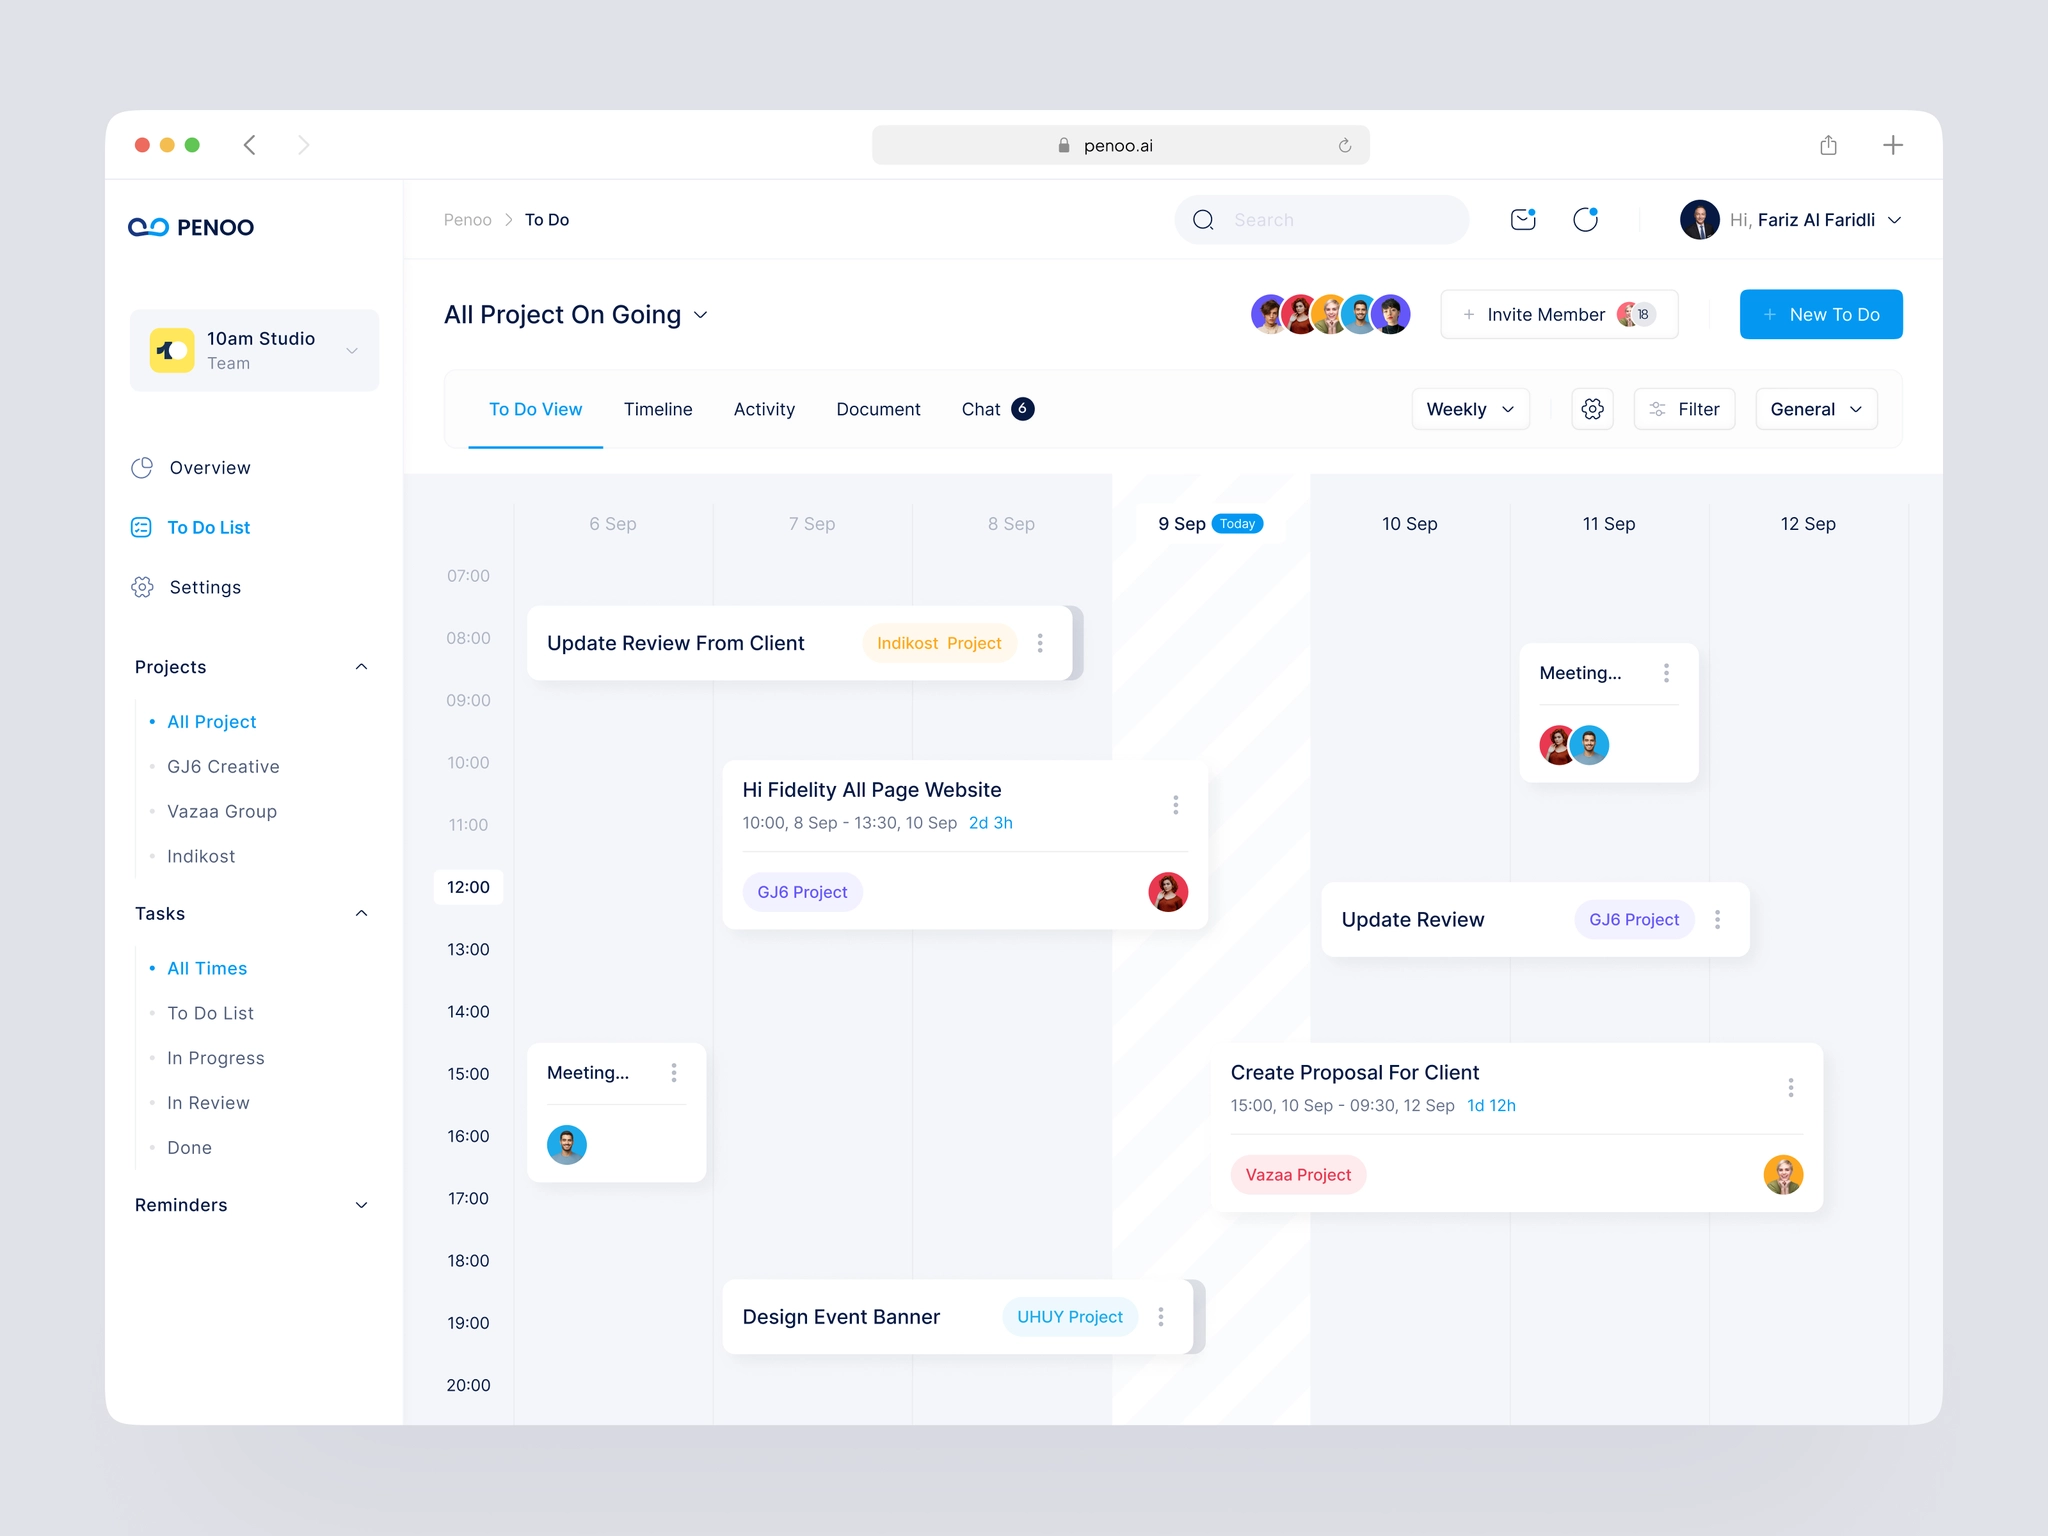 penoo.ai
PENOO
Penoo > To Do
Search
Hi, Fariz Al Faridli
10am Studio
Team
Overview
To Do List
Settings
Projects
All Project
GJ6 Creative
Vazaa Group
Indikost
Tasks
All Times
To Do List
In Progress
In Review
Done
Reminders
All Project On Going
+ Invite Member 18
+ New To Do
To Do View Timeline Activity Document Chat 6
Weekly Filter General
6 Sep 7 Sep 8 Sep 9 Sep Today 10 Sep 11 Sep 12 Sep
07:00
08:00
09:00
10:00
11:00
12:00
13:00
14:00
15:00
16:00
17:00
18:00
19:00
20:00
Update Review From Client Indikost Project
Meeting...
Hi Fidelity All Page Website
10:00, 8 Sep - 13:30, 10 Sep 2d 3h
GJ6 Project
Update Review GJ6 Project
Meeting...
Create Proposal For Client
15:00, 10 Sep - 09:30, 12 Sep 1d 12h
Vazaa Project
Design Event Banner UHUY Project